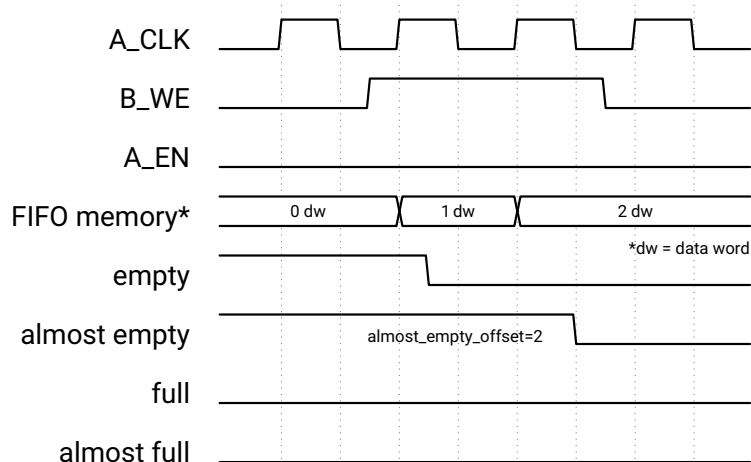 A_CLK
B_WE
A_EN
FIFO memory*
0 dw 1 dw 2 dw
*dw = data word
empty
almost empty
almost_empty_offset=2
full
almost full